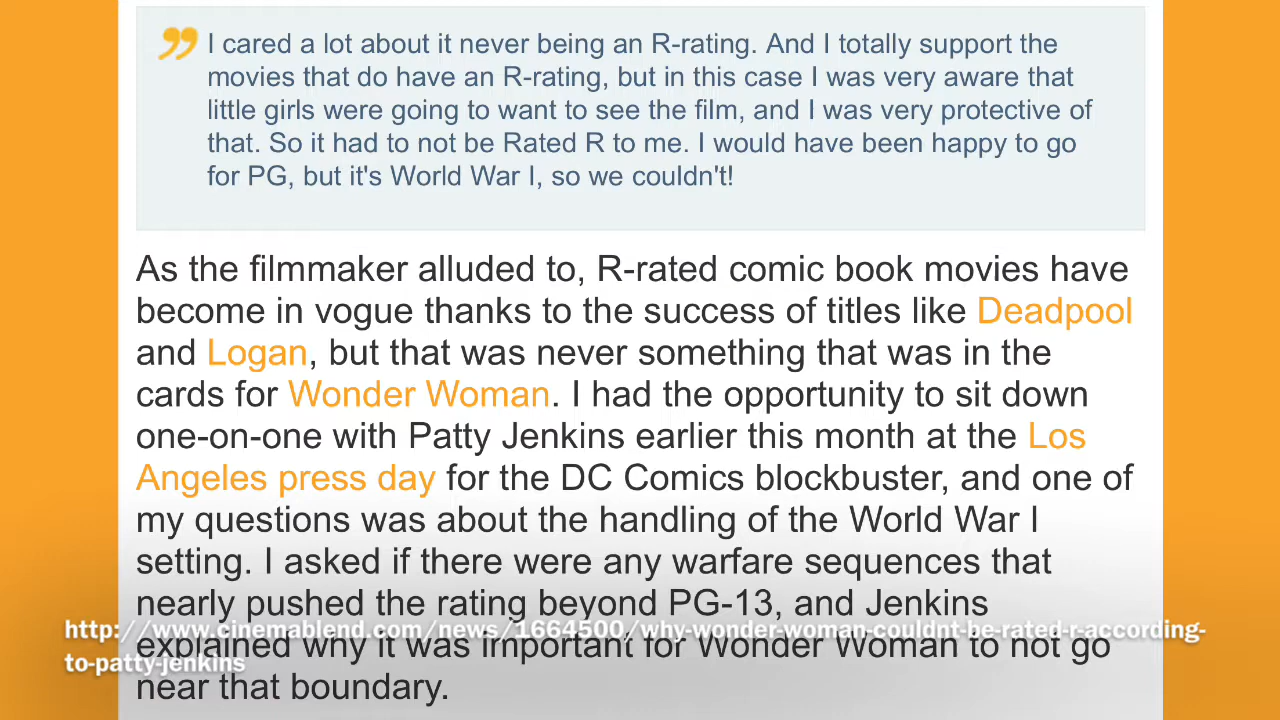 I cared a lot about it never being an R-rating. And I totally support the
movies that do have an R-rating, but in this case I was very aware that
little girls were going to want to see the film, and I was very protective of
that. So it had to not be Rated R to me. I would have been happy to go
for PG, but it's World War I, so we couldn't!
As the filmmaker alluded to, R-rated comic book movies have
become in vogue thanks to the success of titles like Deadpool
and Logan, but that was never something that was in the
cards for Wonder Woman. I had the opportunity to sit down
one-on-one with Patty Jenkins earlier this month at the Los
Angeles press day for the DC Comics blockbuster, and one of
my questions was about the handling of the World War I
setting. I asked if there were any warfare sequences that
nearly pushed the rating beyond PG-13, and Jenkins
explained why it was important for Wonder Woman to not go
near that boundary.
http://www.cinemablend.com/news/1664500/why-wonder-woman-couldnt-be-rated-r-according-
to-patty-jenkins